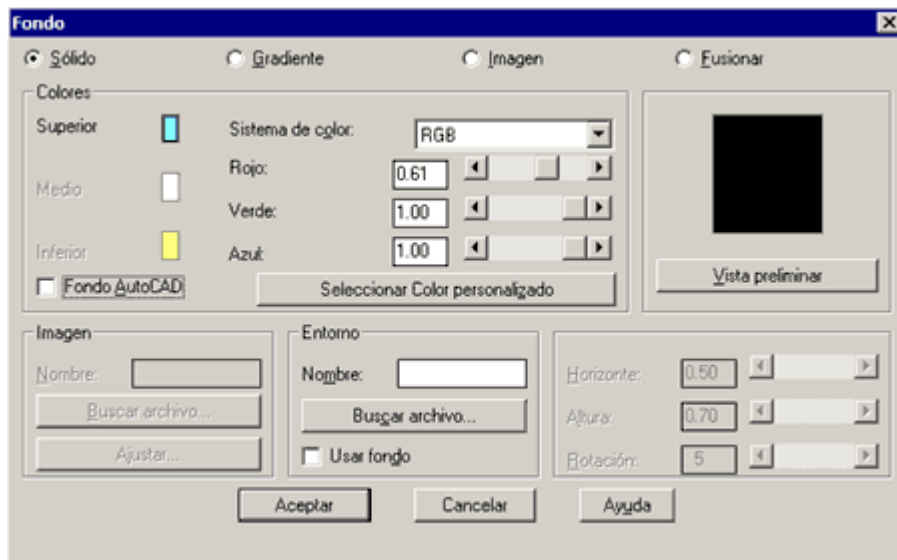 Fondo
Sólido Gradiente Imagen Fusionar
Colores
Superior
Medio
Inferior
Fondo AutoCAD
Sistema de color: RGB
Rojo: 0.61
Verde: 1.00
Azul: 1.00
Seleccionar Color personalizado
Vista preliminar
Imagen
Nombre:
Buscar archivo...
Ajustar...
Entorno
Nombre:
Buscar archivo...
Usar fondo
Horizonte: 0.50
Altura: 0.70
Rotación: 5
Aceptar Cancelar Ayuda